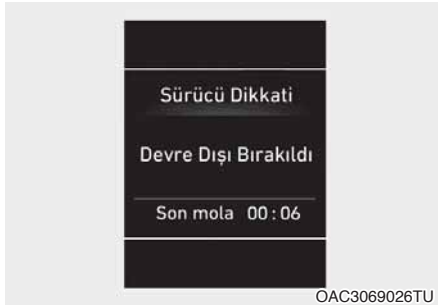 Sürücü Dikkati
Devre Dışı Bırakıldı
Son mola 00 : 06
OAC3069026TU